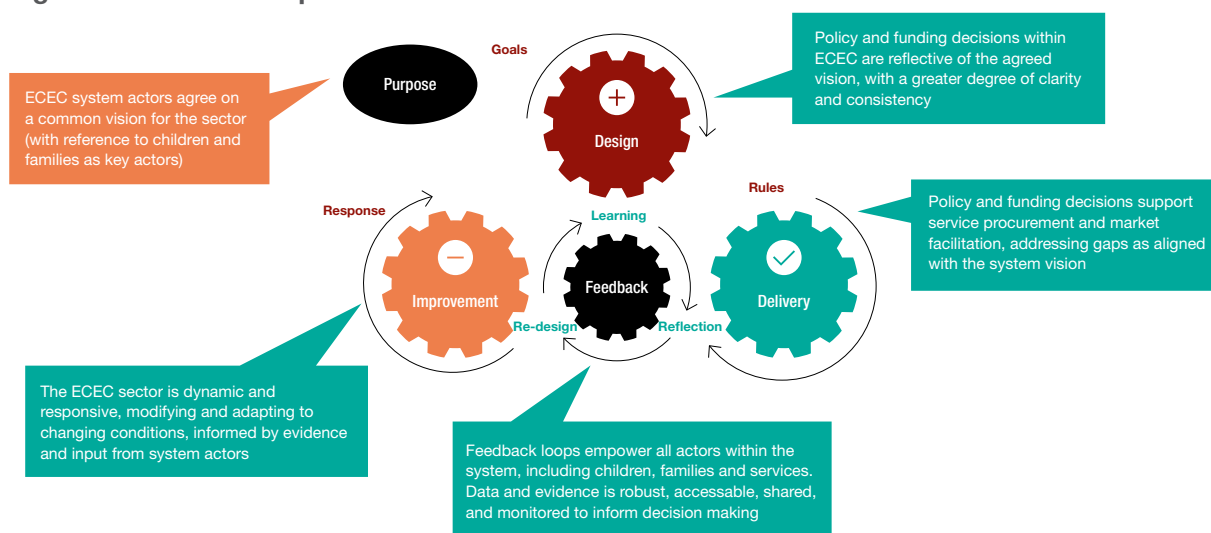 Goals
Purpose
Design
Policy and funding decisions within
ECEC are reflective of the agreed
vision, with a greater degree of clarity
and consistency
ECEC system actors agree on
a common vision for the sector
(with reference to children and
families as key actors)
Response
Learning
Rules
Policy and funding decisions support
service procurement and market
facilitation, addressing gaps as aligned
with the system vision
Improvement
Feedback
Delivery
Re-design
Reflection
The ECEC sector is dynamic and
responsive, modifying and adapting to
changing conditions, informed by evidence
and input from system actors
Feedback loops empower all actors within the
system, including children, families and services.
Data and evidence is robust, accessible, shared,
and monitored to inform decision making